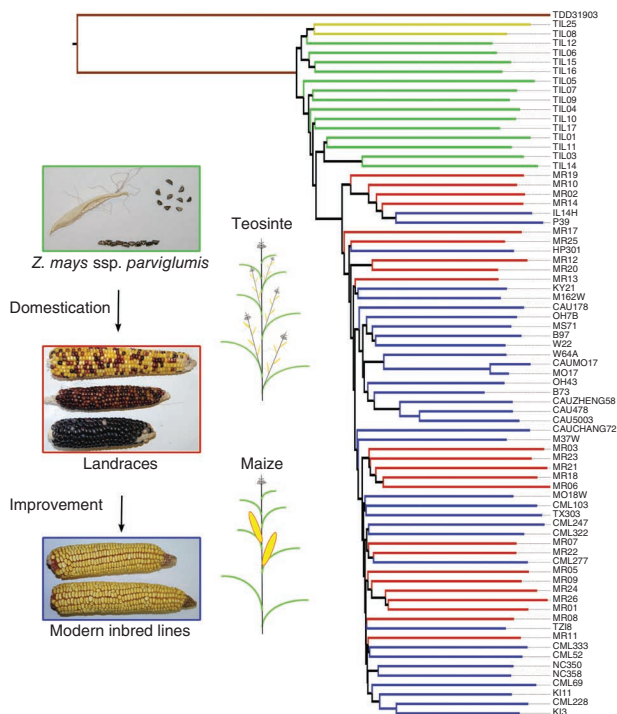 Z. mays ssp. parviglumis
Domestication
Landraces
Improvement
Modern inbred lines
Teosinte
Maize
TDD31903
TIL25
TIL08
TIL12
TIL06
TIL15
TIL16
TIL05
TIL07
TIL09
TIL04
TIL10
TIL17
TIL01
TIL11
TIL03
TIL14
MR19
MR10
MR02
MR14
IL14H
P39
MR17
MR25
HP301
MR12
MR20
MR13
KY21
M162W
CAU178
OH7B
MS71
B97
W22
W64A
CAUMO17
MO17
OH43
B73
CAUZHENG58
CAU478
CAU5003
CAUCHANG72
M37W
MR03
MR23
MR21
MR18
MR06
MO18W
CML103
TX303
CML247
CML322
MR07
MR22
CML277
MR05
MR09
MR24
MR26
MR01
MR08
TZI8
MR11
CML333
CML52
NC350
NC358
CML69
KI11
CML228
KI3